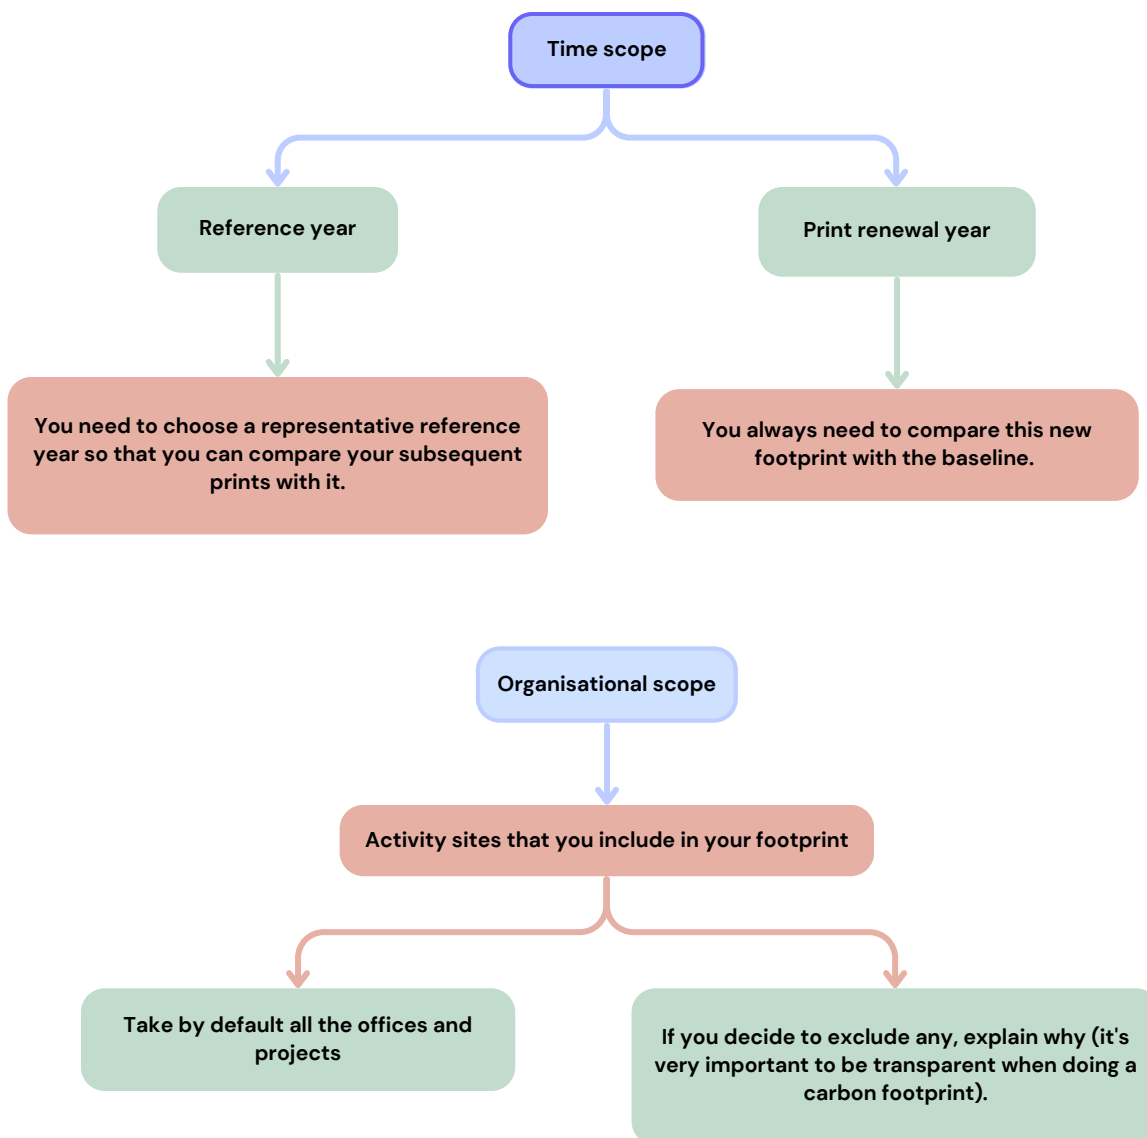 Time scope
Reference year
Print renewal year
You need to choose a representative reference
year so that you can compare your subsequent
prints with it.
You always need to compare this new
footprint with the baseline.
Organisational scope
Activity sites that you include in your footprint
Take by default all the offices and
projects
If you decide to exclude any, explain why (it's
very important to be transparent when doing a
carbon footprint).